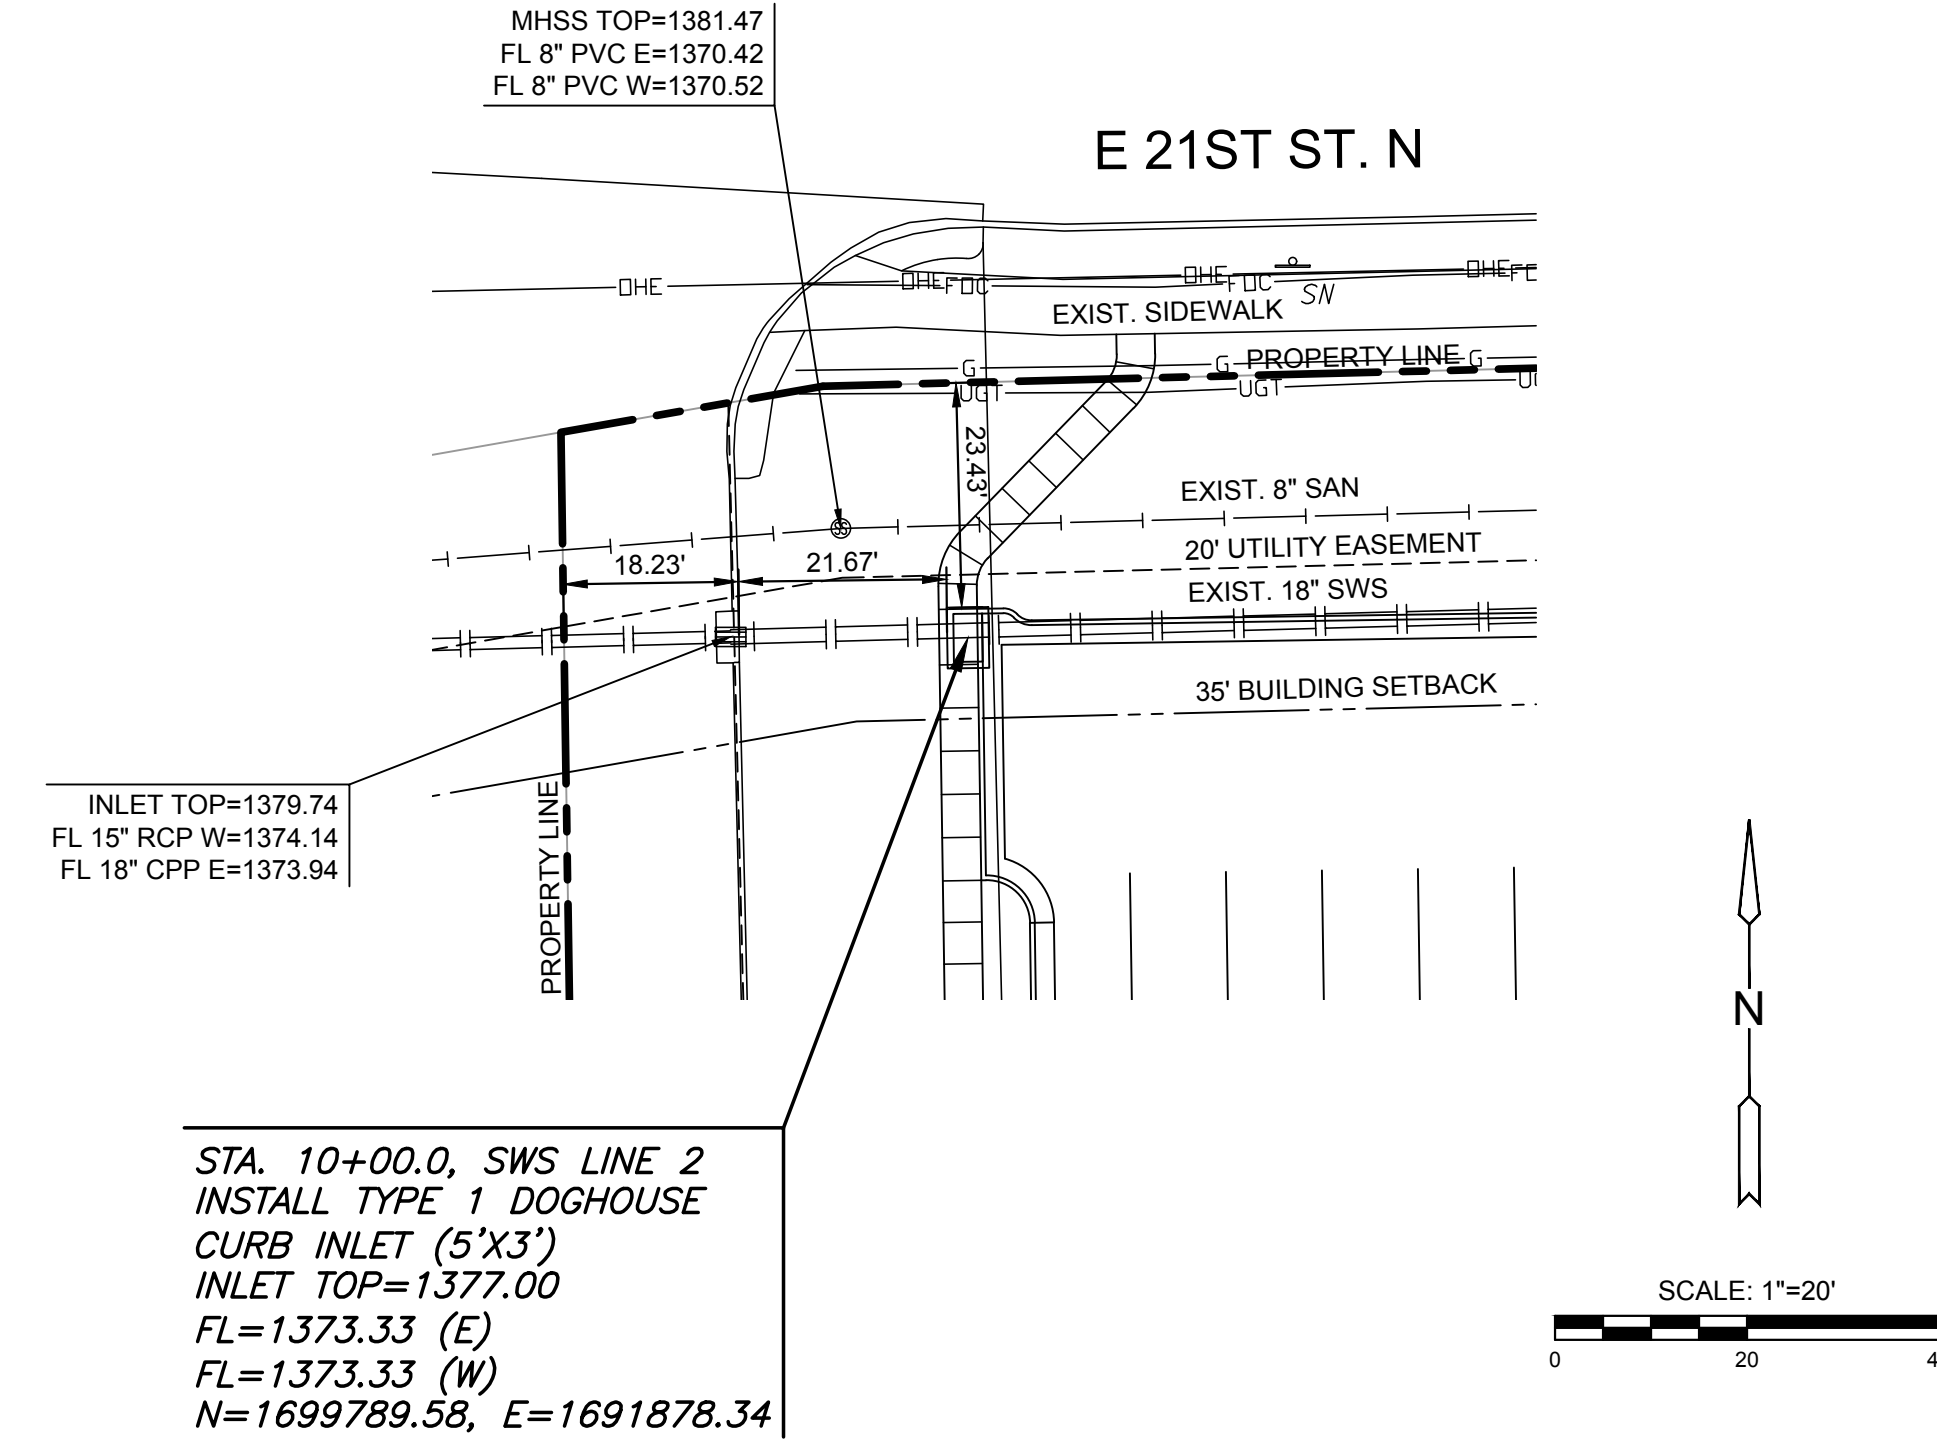 MHSS TOP=1381.47
FL 8" PVC E=1370.42
FL 8" PVC W=1370.52
E 21ST ST. N
OHE
OHE
FOC
OHE
FOC
OHE
SN
EXIST. SIDEWALK
G
G
PROPERTY LINE
G
UGT
UGT
23.43'
EXIST. 8" SAN
SS
20' UTILITY EASEMENT
18.23'
21.67'
EXIST. 18" SWS
35' BUILDING SETBACK
INLET TOP=1379.74
FL 15" RCP W=1374.14
FL 18" CPP E=1373.94
PROPERTY LINE
N
STA. 10+00.0, SWS LINE 2
INSTALL TYPE 1 DOGHOUSE
CURB INLET (5'X3')
INLET TOP=1377.00
FL=1373.33 (E)
FL=1373.33 (W)
N=1699789.58, E=1691878.34
SCALE: 1"=20'
0
20